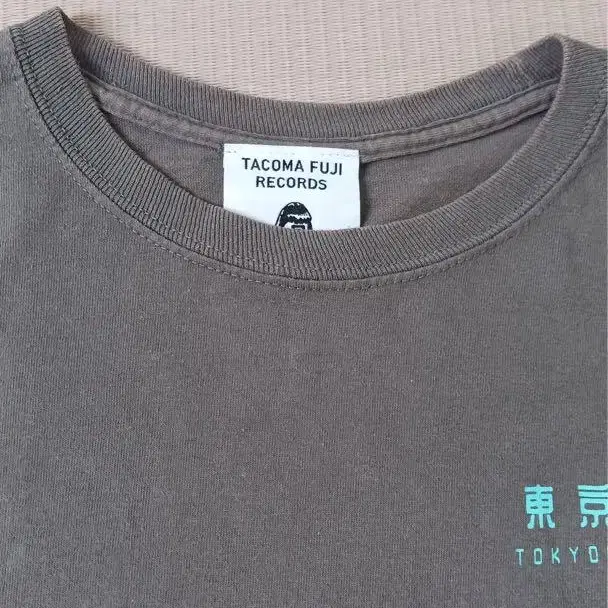 TACOMA FUJI
RECORDS
東京
TOKYO